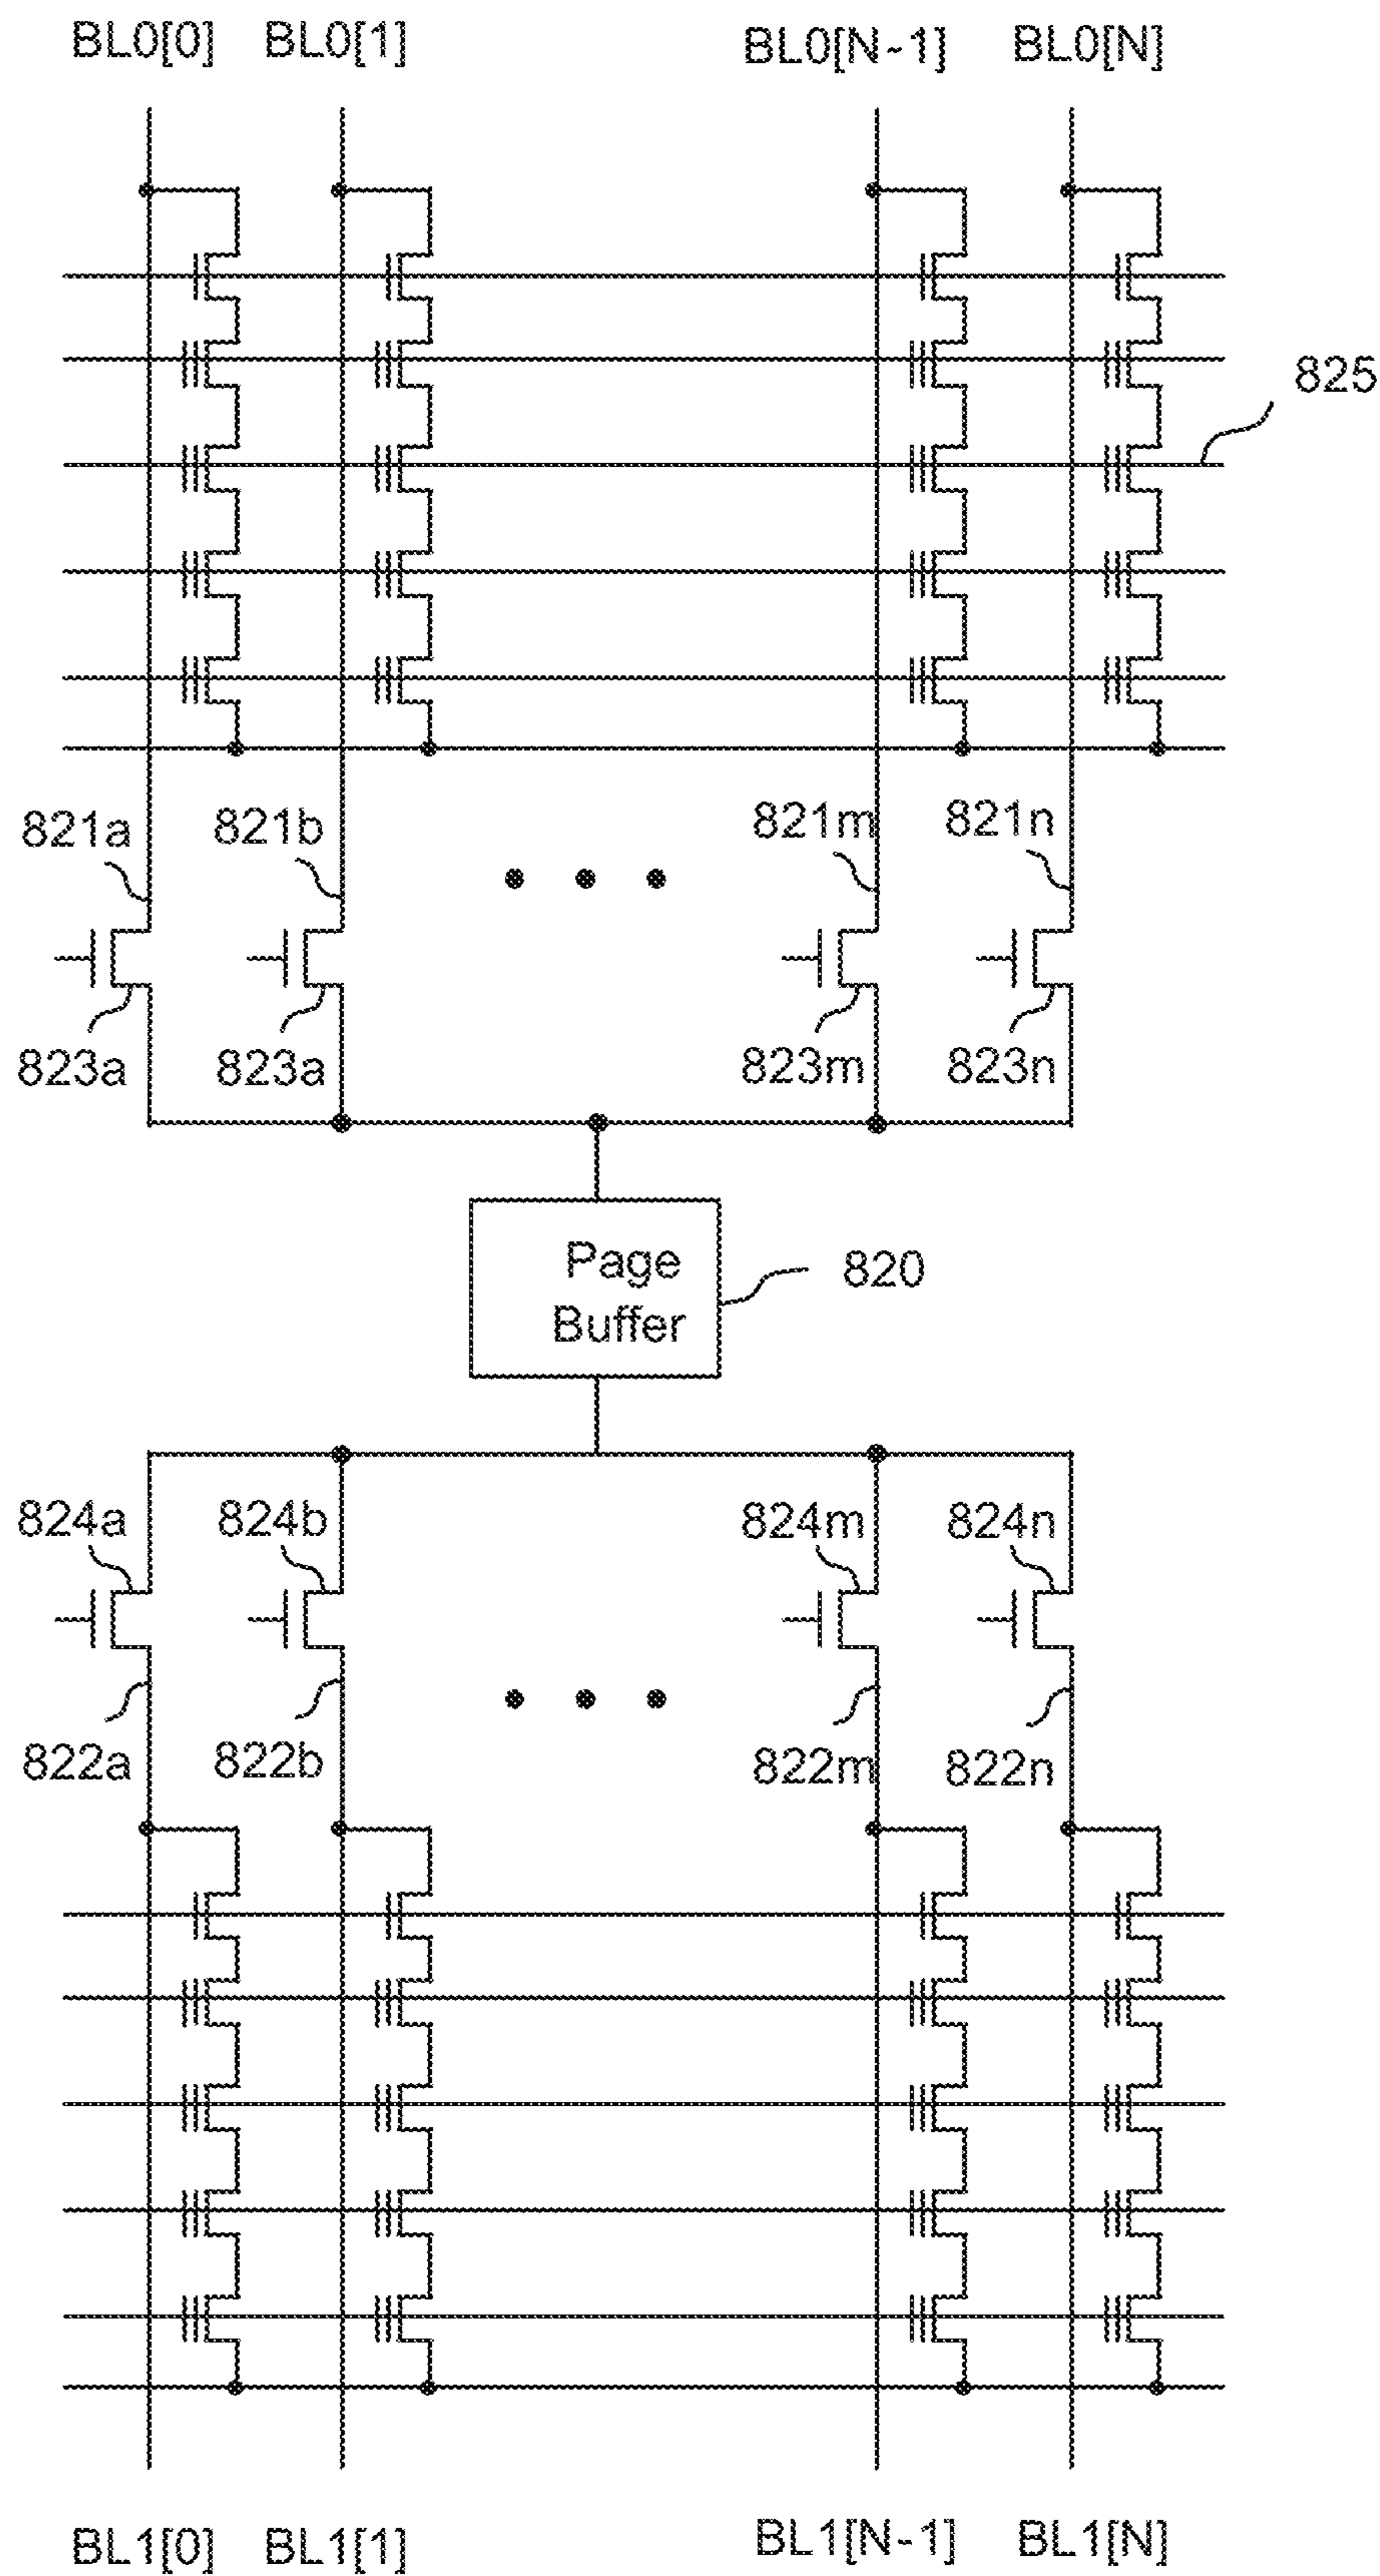 BL0[0] BL0[1] BL0[N-1] BL0[N]
825
821a 821b 821m 821n
823a 823a 823m 823n
Page
Buffer
820
824a 824b 824m 824n
822a 822b 822m 822n
BL1[0] BL1[1] BL1[N-1] BL1[N]